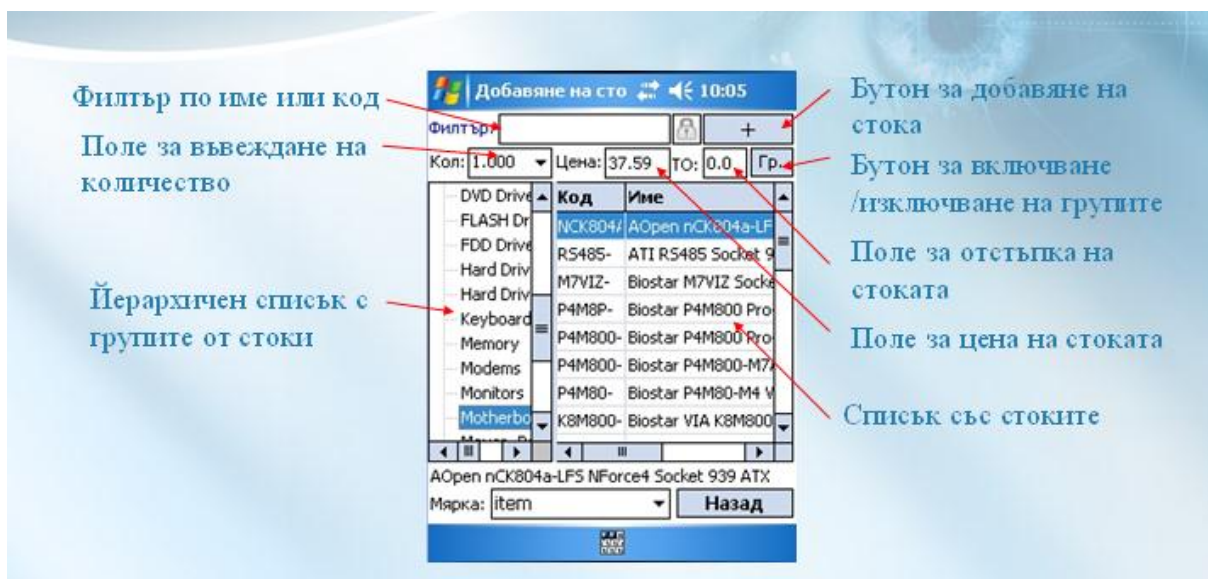 Филтър по име или код
Поле за въвеждане на
количество
Йерархичен списък с
групите от стоки
Добавяне на сто 10:05
Филтър:
+
Кол: 1.000 Цена: 37.59 ТО: 0.0 Гр..
DVD Drive
FLASH Dr
FDD Drive
Hard Driv
Hard Driv
Keyboard
Memory
Modems
Monitors
Motherbo
Код Име
NCK804A AOpen nCK804a-LF
RS485- ATI RS485 Socket 9
M7VIZ- Biostar M7VIZ Socke
P4M8P- Biostar P4M800 Pro-
P4M800- Biostar P4M800 Pro-
P4M800- Biostar P4M800-M7A
P4M80- Biostar P4M80-M4 V
K8M800- Biostar VIA K8M800
AOpen nCK804a-LFS NForce4 Socket 939 ATX
Мярка: item Назад
Бутон за добавяне на
стока
Бутон за включване
/изключване на групите
Поле за отстъпка на
стоката
Поле за цена на стоката
Списък със стоките